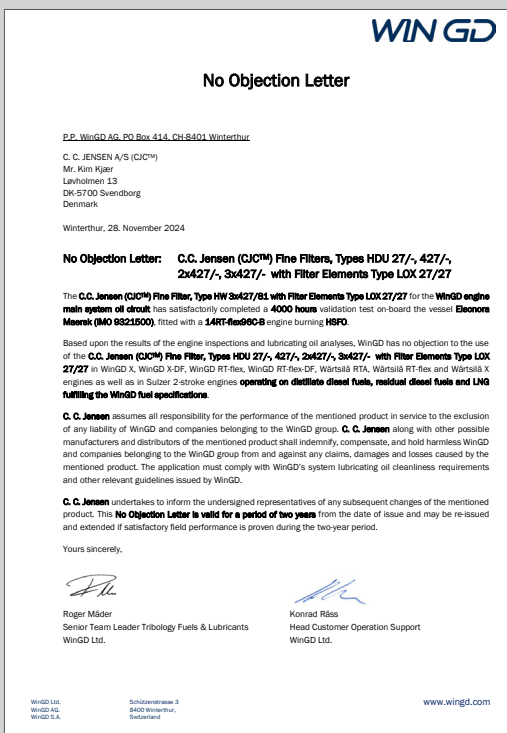 WIN GD
No Objection Letter
P.P. WinGD AG, PO Box 414, CH-8401 Winterthur
C. C. JENSEN A/S (CJC™)
Mr. Kim Kjær
Løvholmen 13
DK-5700 Svendborg
Denmark
Winterthur, 28. November 2024
No Objection Letter: C.C. Jensen (CJC™) Fine Filters, Types HDU 27/-, 427/-,
2x427/-, 3x427/- with Filter Elements Type LOX 27/27
The C.C. Jensen (CJC™) Fine Filter, Type HW 3x427/81 with Filter Elements Type LOX 27/27 for the WinGD engine
main system oil circuit has satisfactorily completed a 4000 hours validation test on-board the vessel Eleonora
Maersk (IMO 9321500), fitted with a 14RT-flex96C-B engine burning HSFO.
Based upon the results of the engine inspections and lubricating oil analyses, WinGD has no objection to the use
of the C.C. Jensen (CJC™) Fine Filter, Types HDU 27/-, 427/-, 2x427/-, 3x427/- with Filter Elements Type LOX
27/27 in WinGD X, WinGD X-DF, WinGD RT-flex, WinGD RT-flex-DF, Wärtsilä RTA, Wärtsilä RT-flex and Wärtsilä X
engines as well as in Sulzer 2-stroke engines operating on distillate diesel fuels, residual diesel fuels and LNG
fulfilling the WinGD fuel specifications.
C. C. Jensen assumes all responsibility for the performance of the mentioned product in service to the exclusion
of any liability of WinGD and companies belonging to the WinGD group. C. C. Jensen along with other possible
manufacturers and distributors of the mentioned product shall indemnify, compensate, and hold harmless WinGD
and companies belonging to the WinGD group from and against any claims, damages and losses caused by the
mentioned product. The application must comply with WinGD's system lubricating oil cleanliness requirements
and other relevant guidelines issued by WinGD.
C. C. Jensen undertakes to inform the undersigned representatives of any subsequent changes of the mentioned
product. This No Objection Letter is valid for a period of two years from the date of issue and may be re-issued
and extended if satisfactory field performance is proven during the two-year period.
Yours sincerely,
Roger Mäder
Senior Team Leader Tribology Fuels & Lubricants
WinGD Ltd.
Konrad Räss
Head Customer Operation Support
WinGD Ltd.
WinGD Ltd.
WinGD AG.
WinGD S.A.
Schützenstrasse 3
8400 Winterthur,
Switzerland
www.wingd.com